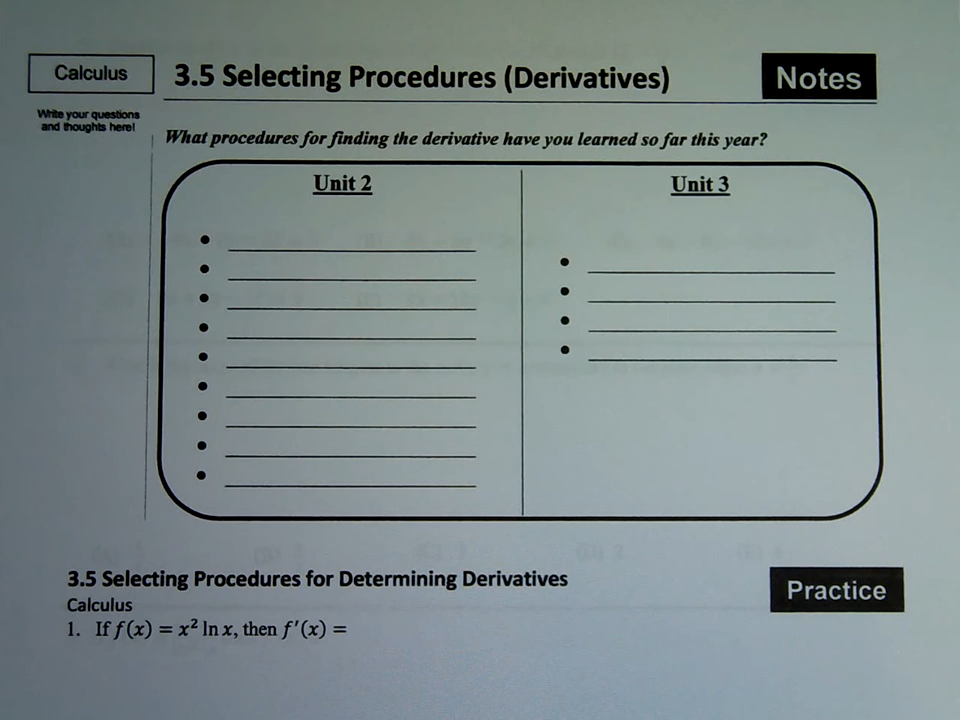 Calculus
3.5 Selecting Procedures (Derivatives)
Notes
Write your questions
and thoughts here!
What procedures for finding the derivative have you learned so far this year?
Unit 2
Unit 3
3.5 Selecting Procedures for Determining Derivatives
Practice
Calculus
1. If f(x) = x² ln x, then f′(x) =